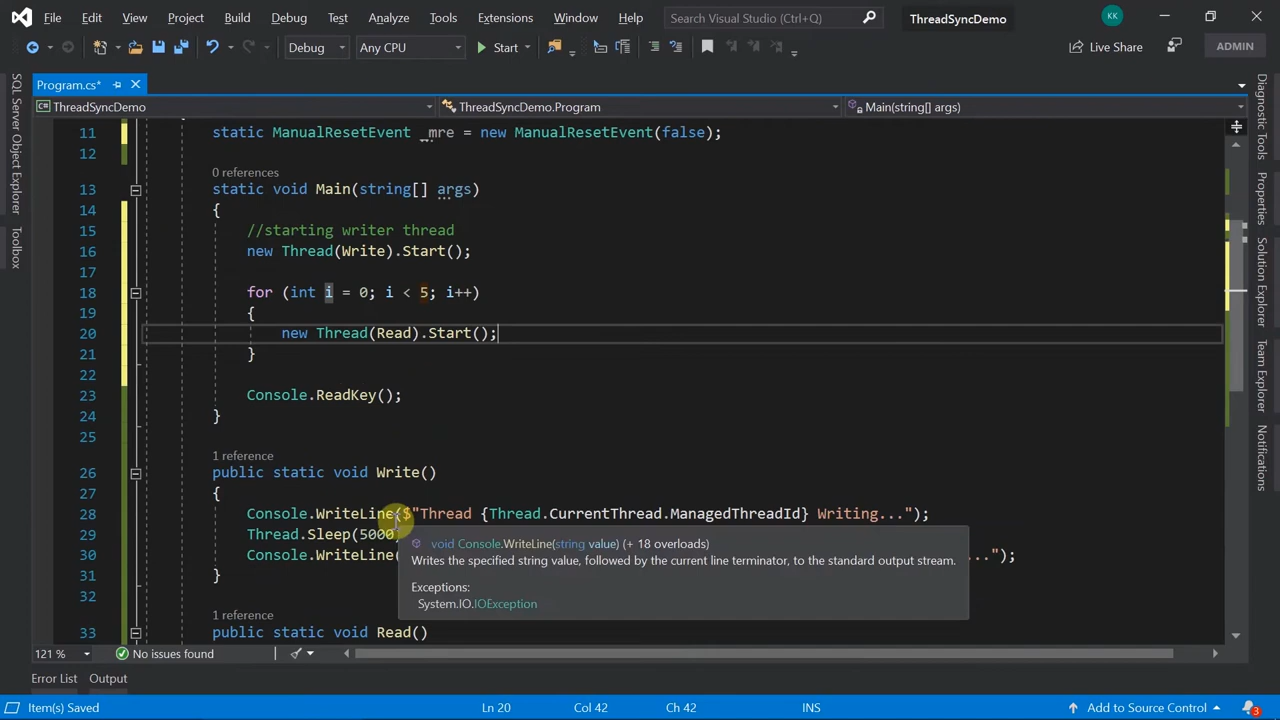 File Edit View Project Build Debug Test Analyze Tools Extensions Window Help Search Visual Studio (Ctrl+Q) ThreadSyncDemo KK
Debug Any CPU Start Live Share ADMIN
Program.cs*
ThreadSyncDemo ThreadSyncDemo.Program Main(string[] args)
SQL Server Object Explorer
Toolbox
11 static ManualResetEvent _mre = new ManualResetEvent(false);
12
0 references
13 static void Main(string[] args)
14 {
15 //starting writer thread
16 new Thread(Write).Start();
17
18 for (int i = 0; i < 5; i++)
19 {
20 new Thread(Read).Start();
21 }
22
23 Console.ReadKey();
24 }
25
1 reference
26 public static void Write()
27 {
28 Console.WriteLine($"Thread {Thread.CurrentThread.ManagedThreadId} Writing...");
29 Thread.Sleep(5000)
void Console.WriteLine(string value) (+ 18 overloads)
30 Console.WriteLine( ...");
Writes the specified string value, followed by the current line terminator, to the standard output stream.
31 }
Exceptions:
32
System.IO.IOException
1 reference
33 public static void Read()
Diagnostic Tools
Properties
Solution Explorer
Team Explorer
Live Property Explorer
121 % No issues found
Error List Output
Item(s) Saved Ln 20 Col 42 Ch 42 INS Add to Source Control 3